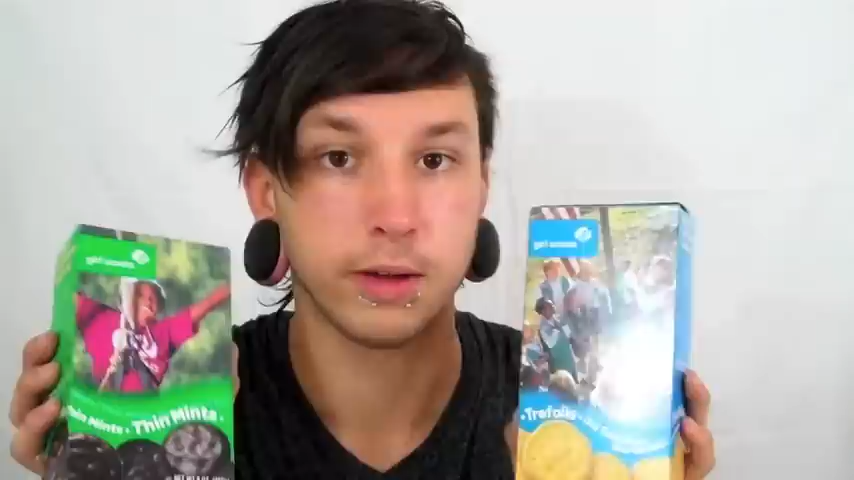 girl scouts
Thin Mints • Thin Mints •
girl scouts
• Trefoils •